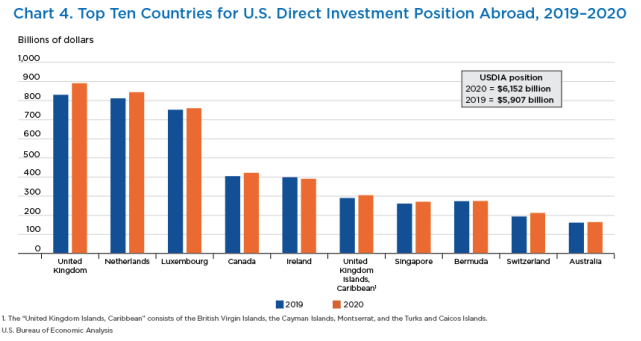 Chart 4. Top Ten Countries for U.S. Direct Investment Position Abroad, 2019–2020
Billions of dollars
1,000
900
800
700
600
500
400
300
200
100
0
USDIA position
2020 = $6,152 billion
2019 = $5,907 billion
United
Kingdom
Netherlands
Luxembourg
Canada
Ireland
United
Kingdom
Islands,
Caribbean¹
Singapore
Bermuda
Switzerland
Australia
2019
2020
1. The “United Kingdom Islands, Caribbean” consists of the British Virgin Islands, the Cayman Islands, Montserrat, and the Turks and Caicos Islands.
U.S. Bureau of Economic Analysis